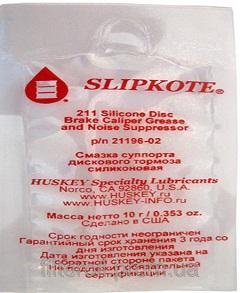 SLIPKOTE®
211 Silicone Disc
Brake Caliper Grease
and Noise Suppressor
p/n 21196-02
Смазка суппорта
дискового тормоза
силиконовая
HUSKEY Specialty Lubricants
Norco, CA 92860, U.S.A.
WWW.HUSKEY.COM
WWW.HUSKEY-INFO.ru
Масса нетто 10 г / 0.353 oz.
Сделано в США
Срок годности неограничен
Гарантийный срок хранения 3 года со
дня изготовления
Дата изготовления указана на
обратной стороне пакета
Не подлежит обязательной
сертификации